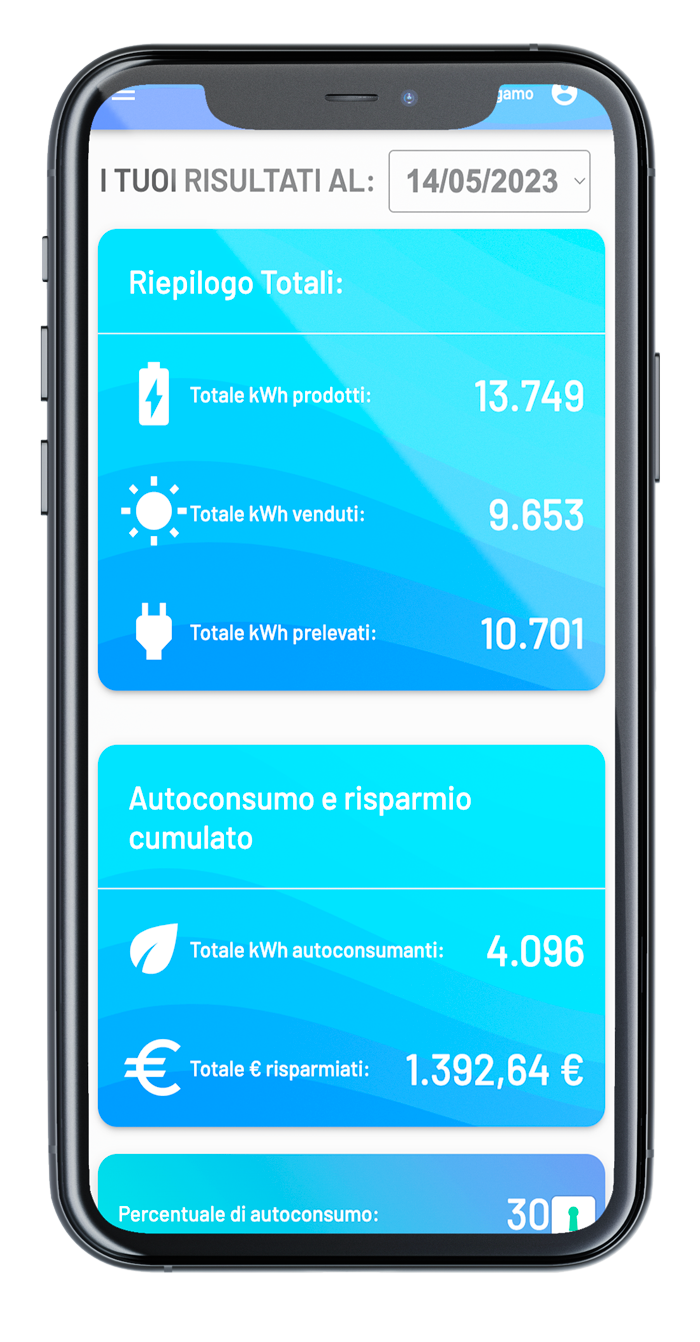 I TUOI RISULTATI AL: 14/05/2023
Riepilogo Totali:
Totale kWh prodotti: 13.749
Totale kWh venduti: 9.653
Totale kWh prelevati: 10.701
Autoconsumo e risparmio
cumulato
Totale kWh autoconsumanti: 4.096
Totale € risparmiati: 1.392,64 €
Percentuale di autoconsumo: 30